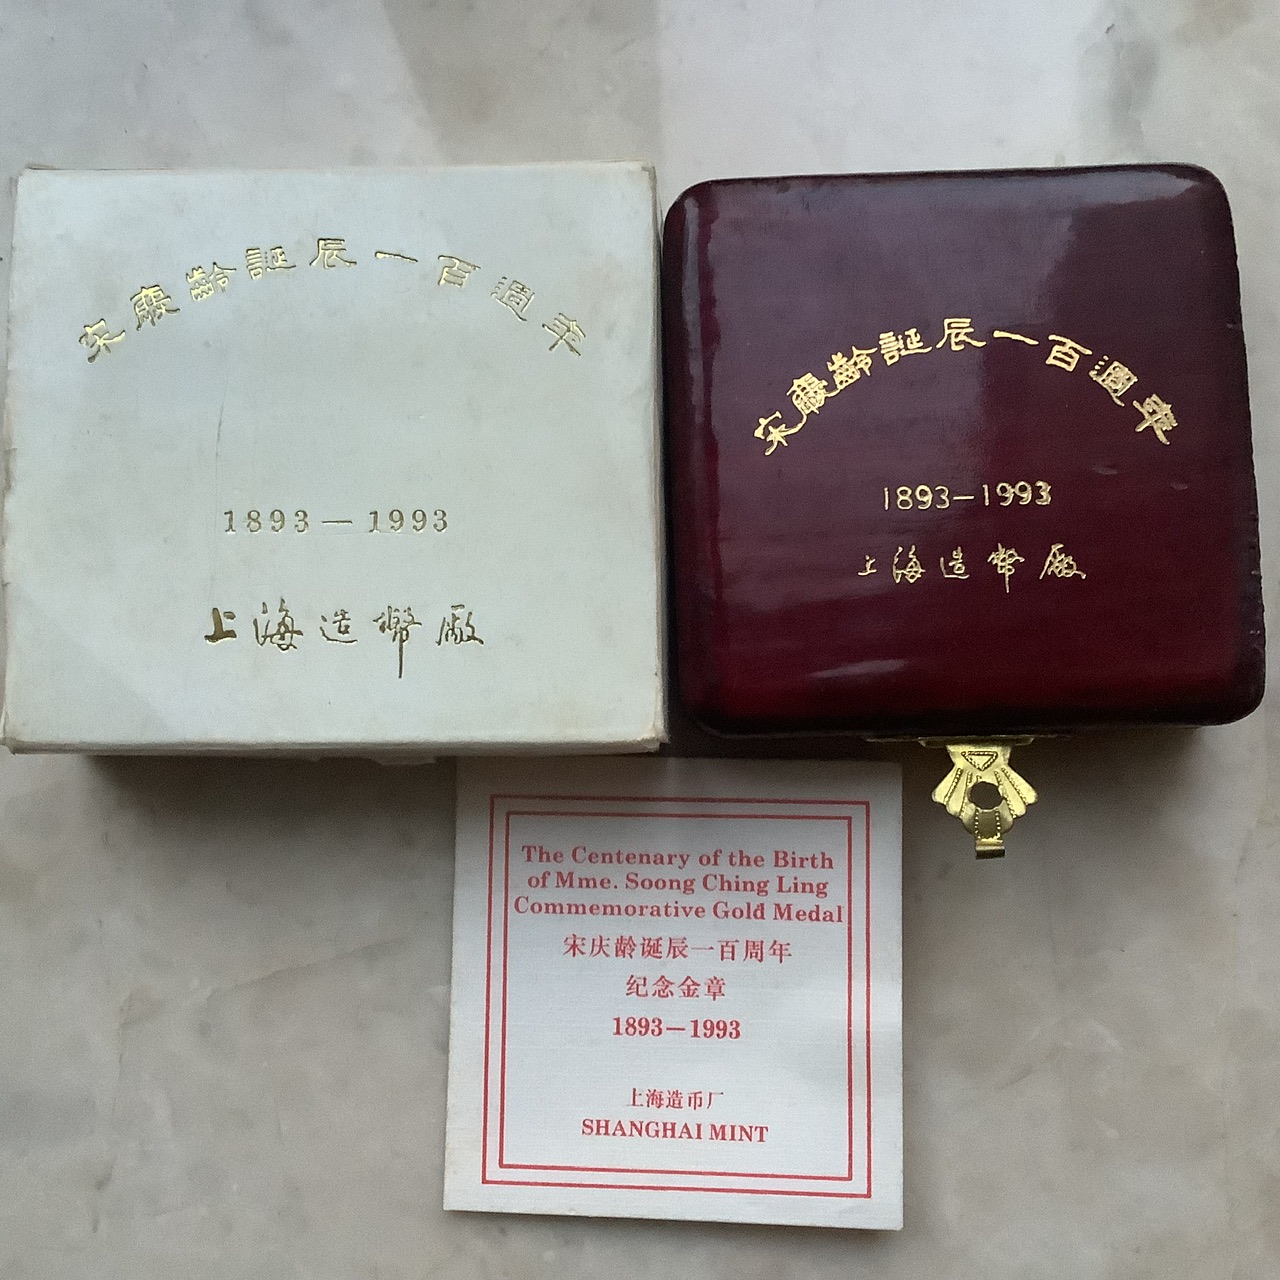 宋慶齡誕辰一百週年
1893—1993
上海造幣廠
宋慶齡誕辰一百週年
1893—1993
上海造幣廠
The Centenary of the Birth
of Mme. Soong Ching Ling
Commemorative Gold Medal
宋庆龄诞辰一百周年
纪念金章
1893—1993
上海造币厂
SHANGHAI MINT